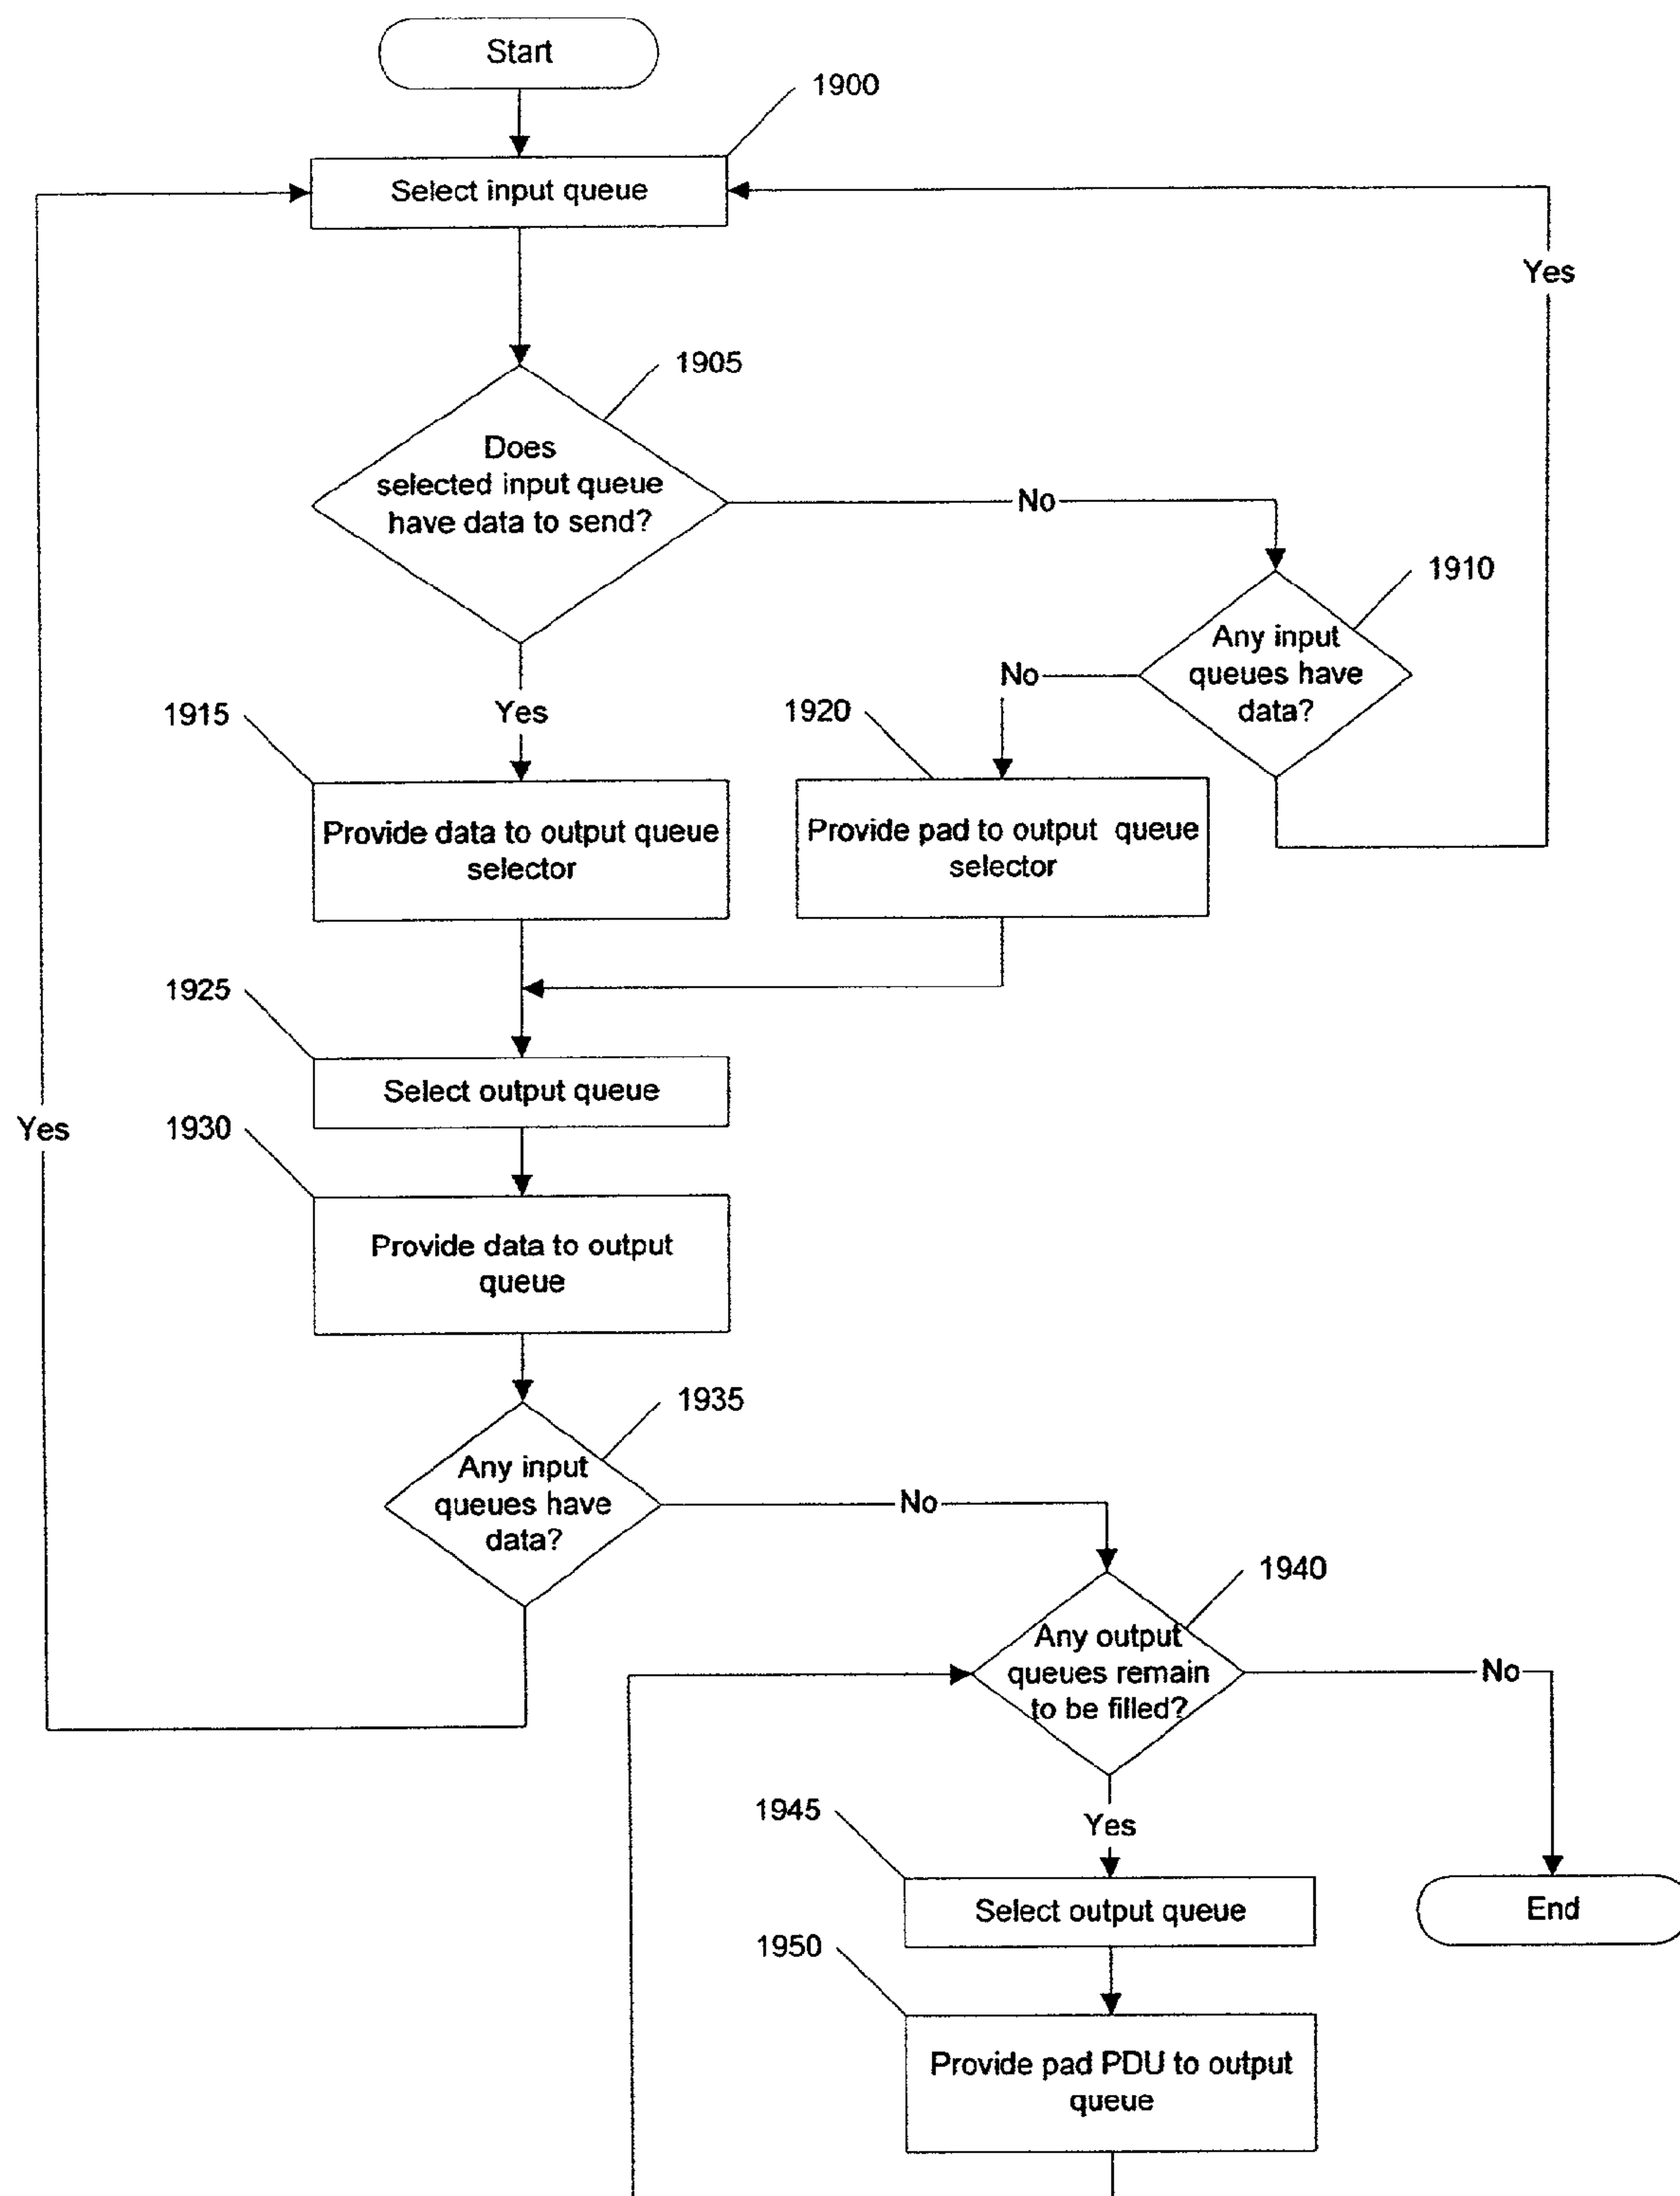 Start
1900
Select input queue
Yes
1905
Does
selected input queue
have data to send?
No
1910
Any input
queues have
data?
No
Yes
1915
1920
Provide data to output queue
selector
Provide pad to output queue
selector
1925
Select output queue
Yes
1930
Provide data to output
queue
1935
Any input
queues have
data?
No
1940
Any output
queues remain
to be filled?
No
1945
Yes
Select output queue
End
1950
Provide pad PDU to output
queue